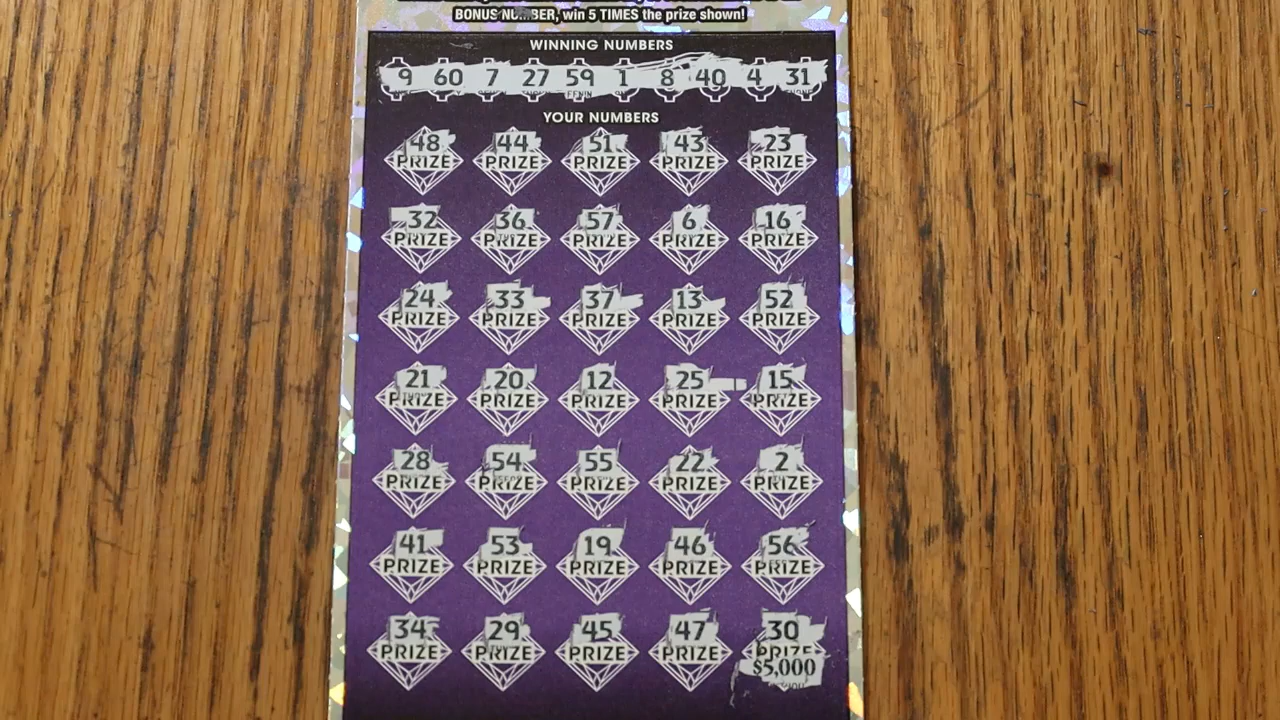 BONUS NUMBER, win 5 TIMES the prize shown!
WINNING NUMBERS
9 60 7 27 59 1 8 40 4 31
YOUR NUMBERS
48 44 51 43 23
PRIZE PRIZE PRIZE PRIZE PRIZE
32 36 57 6 16
PRIZE PRIZE PRIZE PRIZE PRIZE
24 33 37 13 52
PRIZE PRIZE PRIZE PRIZE PRIZE
21 20 12 25 15
PRIZE PRIZE PRIZE PRIZE PRIZE
28 54 55 22 2
PRIZE PRIZE PRIZE PRIZE PRIZE
41 53 19 46 56
PRIZE PRIZE PRIZE PRIZE PRIZE
34 29 45 47 30
PRIZE PRIZE PRIZE PRIZE PRIZE
$5,000